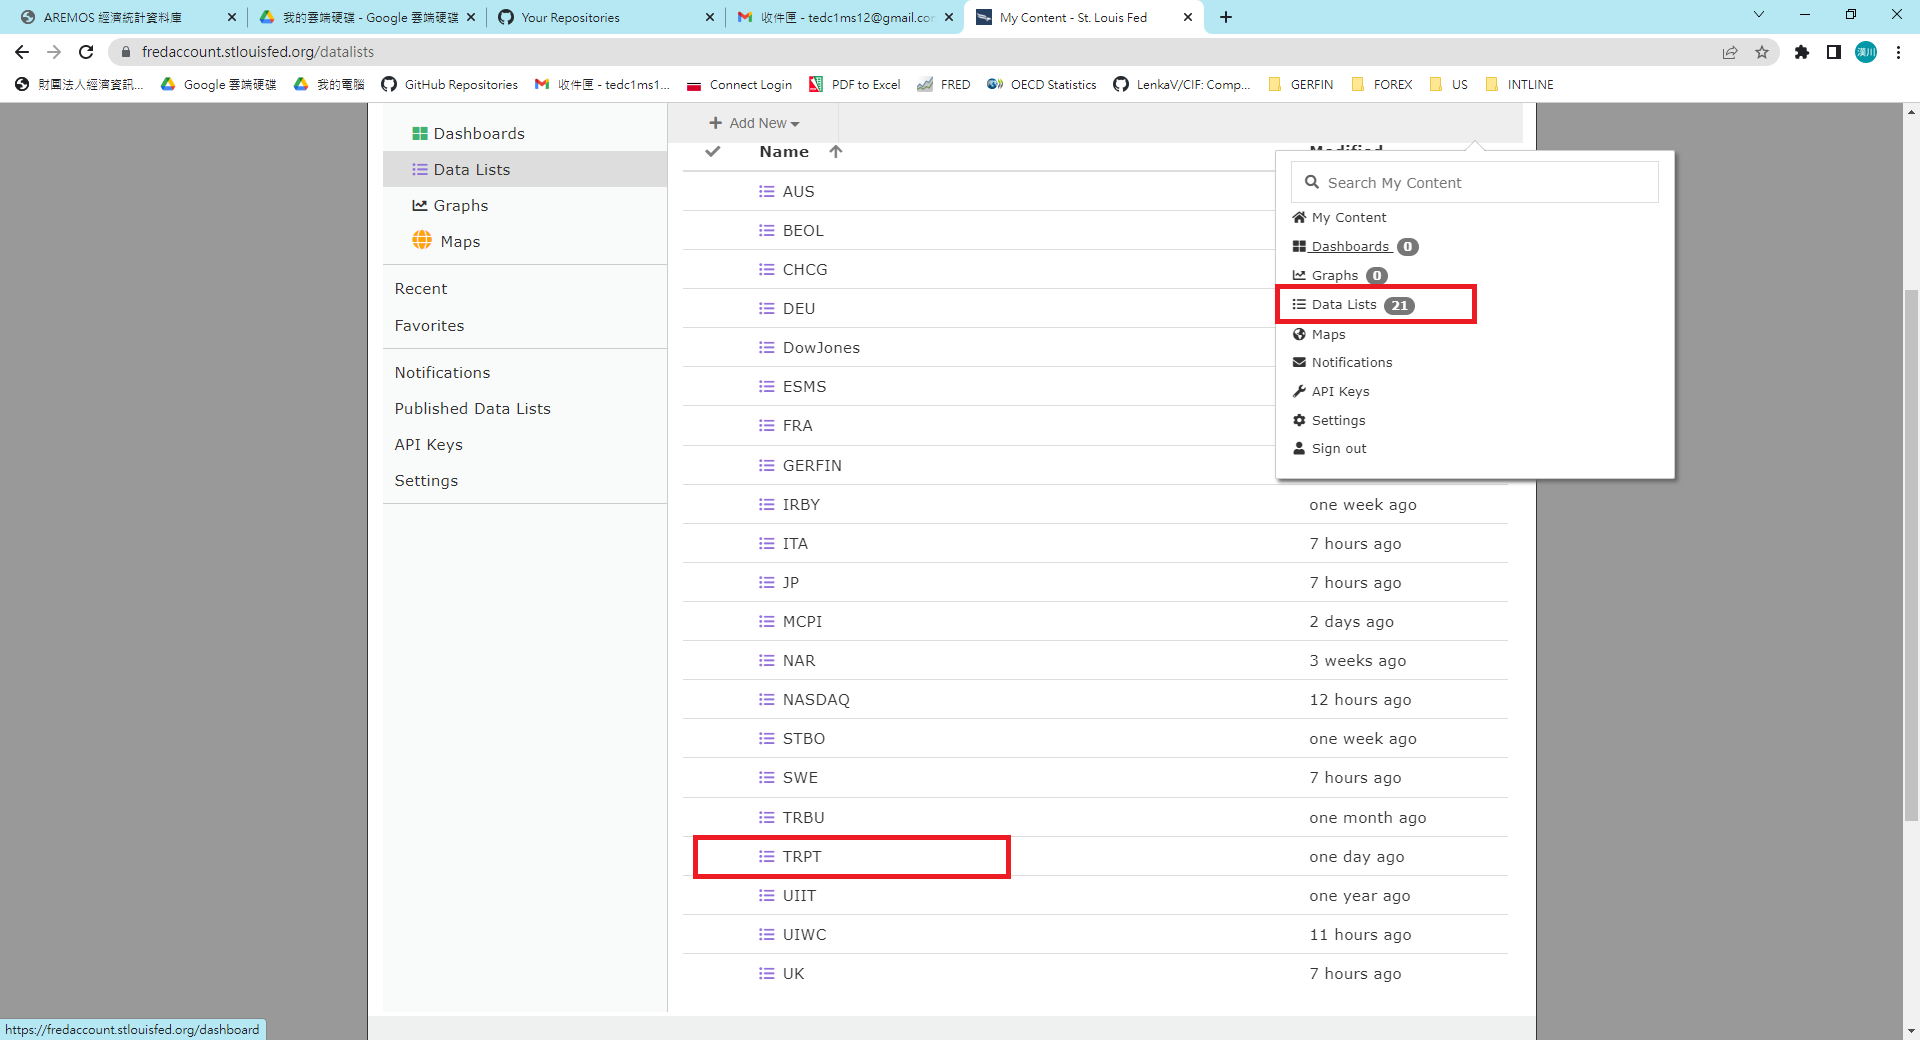 AREMOS 經濟統計資料庫
我的雲端硬碟 - Google 雲端硬碟
Your Repositories
收件匣 - tedc1ms12@gmail.cor
My Content - St. Louis Fed
fredaccount.stlouisfed.org/datalists
漢川
財團法人經濟資訊...
Google 雲端硬碟
我的電腦
GitHub Repositories
收件匣 - tedc1ms1...
Connect Login
PDF to Excel
FRED
OECD Statistics
LenkaV/CIF: Comp...
GERFIN
FOREX
US
INTLINE
Dashboards
Data Lists
Graphs
Maps
Recent
Favorites
Notifications
Published Data Lists
API Keys
Settings
Add New
Name
Modified
AUS
BEOL
CHCG
DEU
DowJones
ESMS
FRA
GERFIN
IRBY one week ago
ITA 7 hours ago
JP 7 hours ago
MCPI 2 days ago
NAR 3 weeks ago
NASDAQ 12 hours ago
STBO one week ago
SWE 7 hours ago
TRBU one month ago
TRPT one day ago
UIIT one year ago
UIWC 11 hours ago
UK 7 hours ago
Search My Content
My Content
Dashboards 0
Graphs 0
Data Lists 21
Maps
Notifications
API Keys
Settings
Sign out
https://fredaccount.stlouisfed.org/dashboard